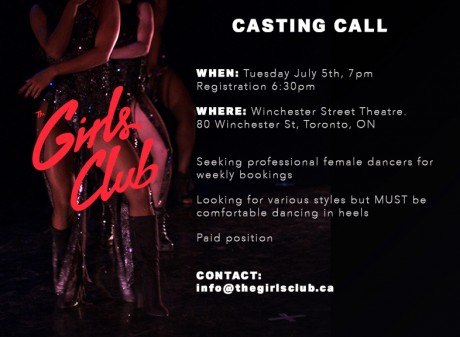 CASTING CALL
WHEN: Tuesday July 5th, 7pm
Registration 6:30pm
WHERE: Winchester Street Theatre.
80 Winchester St, Toronto, ON
The
Girls
Club
Seeking professional female dancers for
weekly bookings
Looking for various styles but MUST be
comfortable dancing in heels
Paid position
CONTACT:
info@thegirlsclub.ca